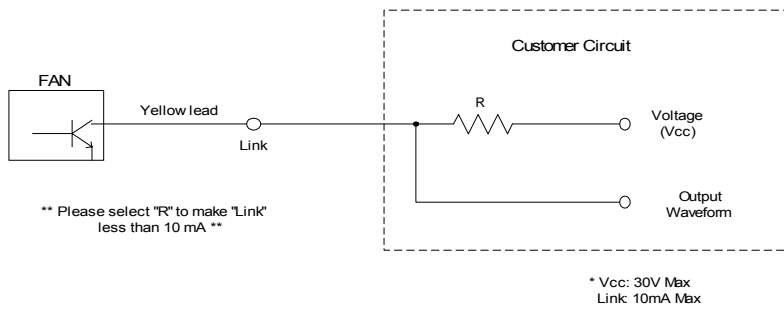 Customer Circuit
FAN
Yellow lead
Link
R
Voltage
(Vcc)
Output
Waveform
** Please select "R" to make "Link"
less than 10 mA **
* Vcc: 30V Max
Link: 10mA Max